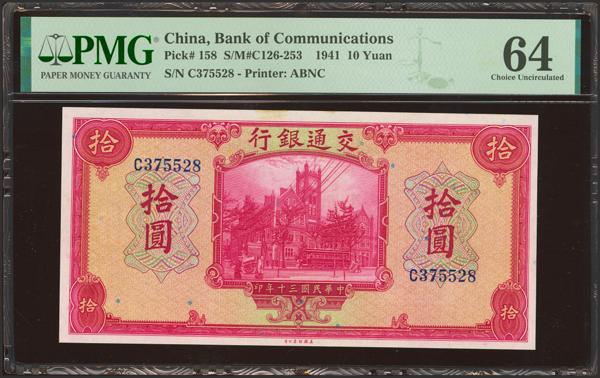 PMG
PAPER MONEY GUARANTY
China, Bank of Communications
Pick# 158 S/M#C126-253 1941 10 Yuan
S/N C375528 - Printer: ABNC
64
Choice Uncirculated
拾
行銀通交
拾
C375528
拾圓
拾圓
C375528
拾
印年十三國民華中
拾